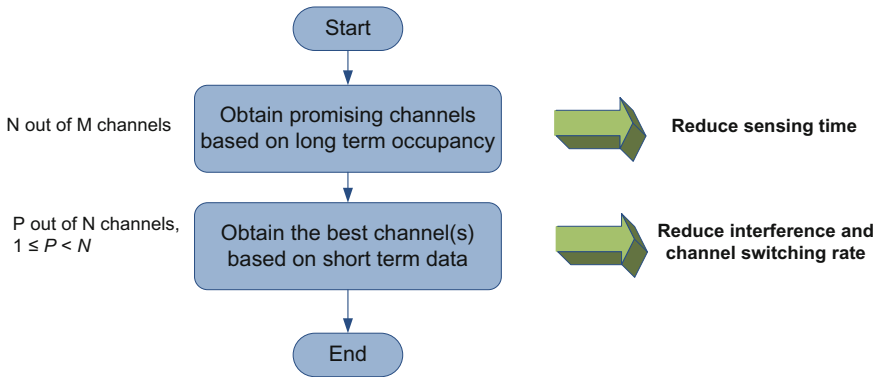 Start
N out of M channels
Obtain promising channels
based on long term occupancy
Reduce sensing time
P out of N channels,
1 ≤ P < N
Obtain the best channel(s)
based on short term data
Reduce interference and
channel switching rate
End